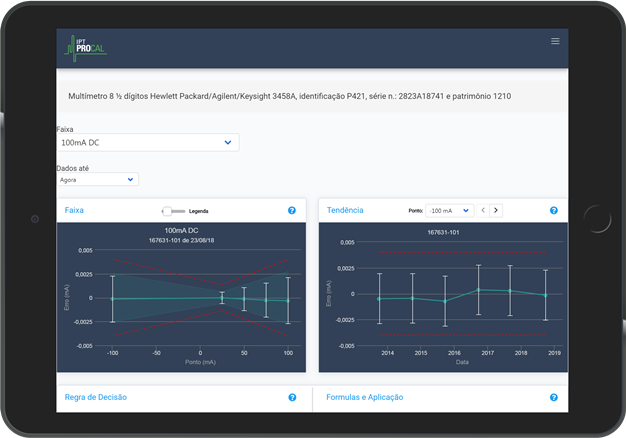 IPT
PROCAL
Multímetro 8 ½ dígitos Hewlett Packard/Agilent/Keysight 3458A, identificação P421, série n.: 2823A18741 e patrimônio 1210
Faixa
100mA DC
Dados até
Agora
Faixa
Legenda
?
100mA DC
167631-101 de 23/08/18
0,005
0,0025
0
-0,0025
-0,005
Erro (mA)
-100
-50
0
50
100
Ponto (mA)
Tendência
Ponto:
-100 mA
?
167631-101
0,005
0,0025
0
-0,0025
-0,005
Erro (mA)
2014
2015
2016
2017
2018
2019
Data
Regra de Decisão
?
Formulas e Aplicação
?